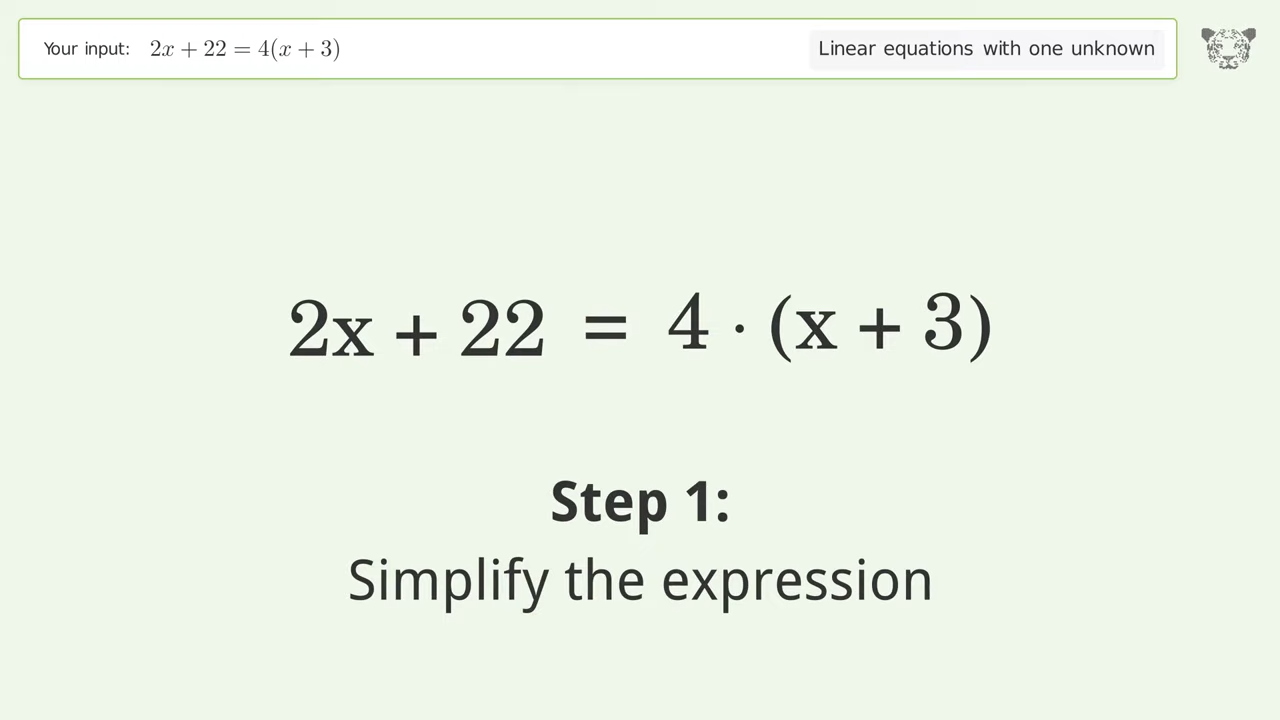 Your input: 2x + 22 = 4(x + 3) Linear equations with one unknown
2x + 22 = 4 · (x + 3)
Step 1:
Simplify the expression